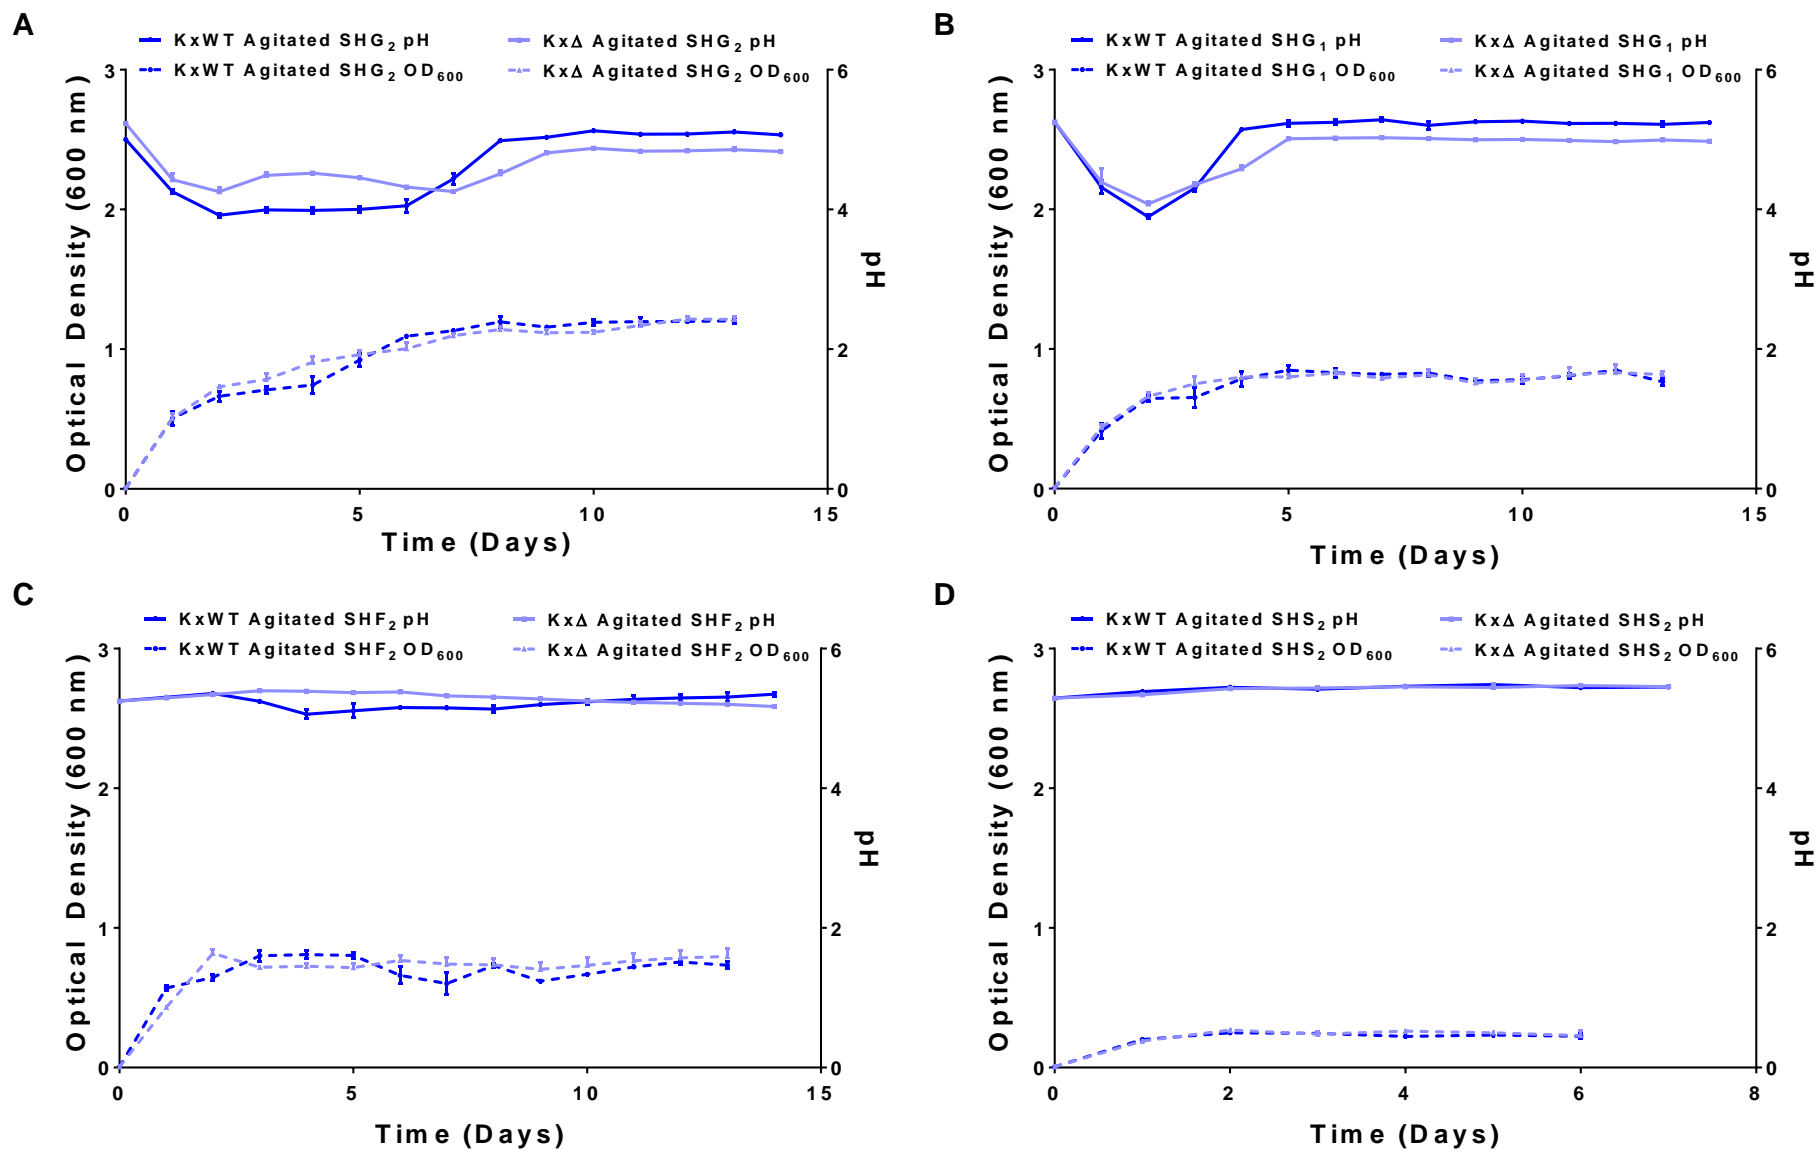 A
KxWT Agitated SHG2 pH
KxΔ Agitated SHG2 pH
KxWT Agitated SHG2 OD600
KxΔ Agitated SHG2 OD600
Optical Density (600 nm)
3
2
1
0
6
4
2
0
pH
0 5 10 15
Time (Days)
B
KxWT Agitated SHG1 pH
KxΔ Agitated SHG1 pH
KxWT Agitated SHG1 OD600
KxΔ Agitated SHG1 OD600
Optical Density (600 nm)
3
2
1
0
6
4
2
0
pH
0 5 10 15
Time (Days)
C
KxWT Agitated SHF2 pH
KxΔ Agitated SHF2 pH
KxWT Agitated SHF2 OD600
KxΔ Agitated SHF2 OD600
Optical Density (600 nm)
3
2
1
0
6
4
2
0
pH
0 5 10 15
Time (Days)
D
KxWT Agitated SHS2 pH
KxΔ Agitated SHS2 pH
KxWT Agitated SHS2 OD600
KxΔ Agitated SHS2 OD600
Optical Density (600 nm)
3
2
1
0
6
4
2
0
pH
0 2 4 6 8
Time (Days)